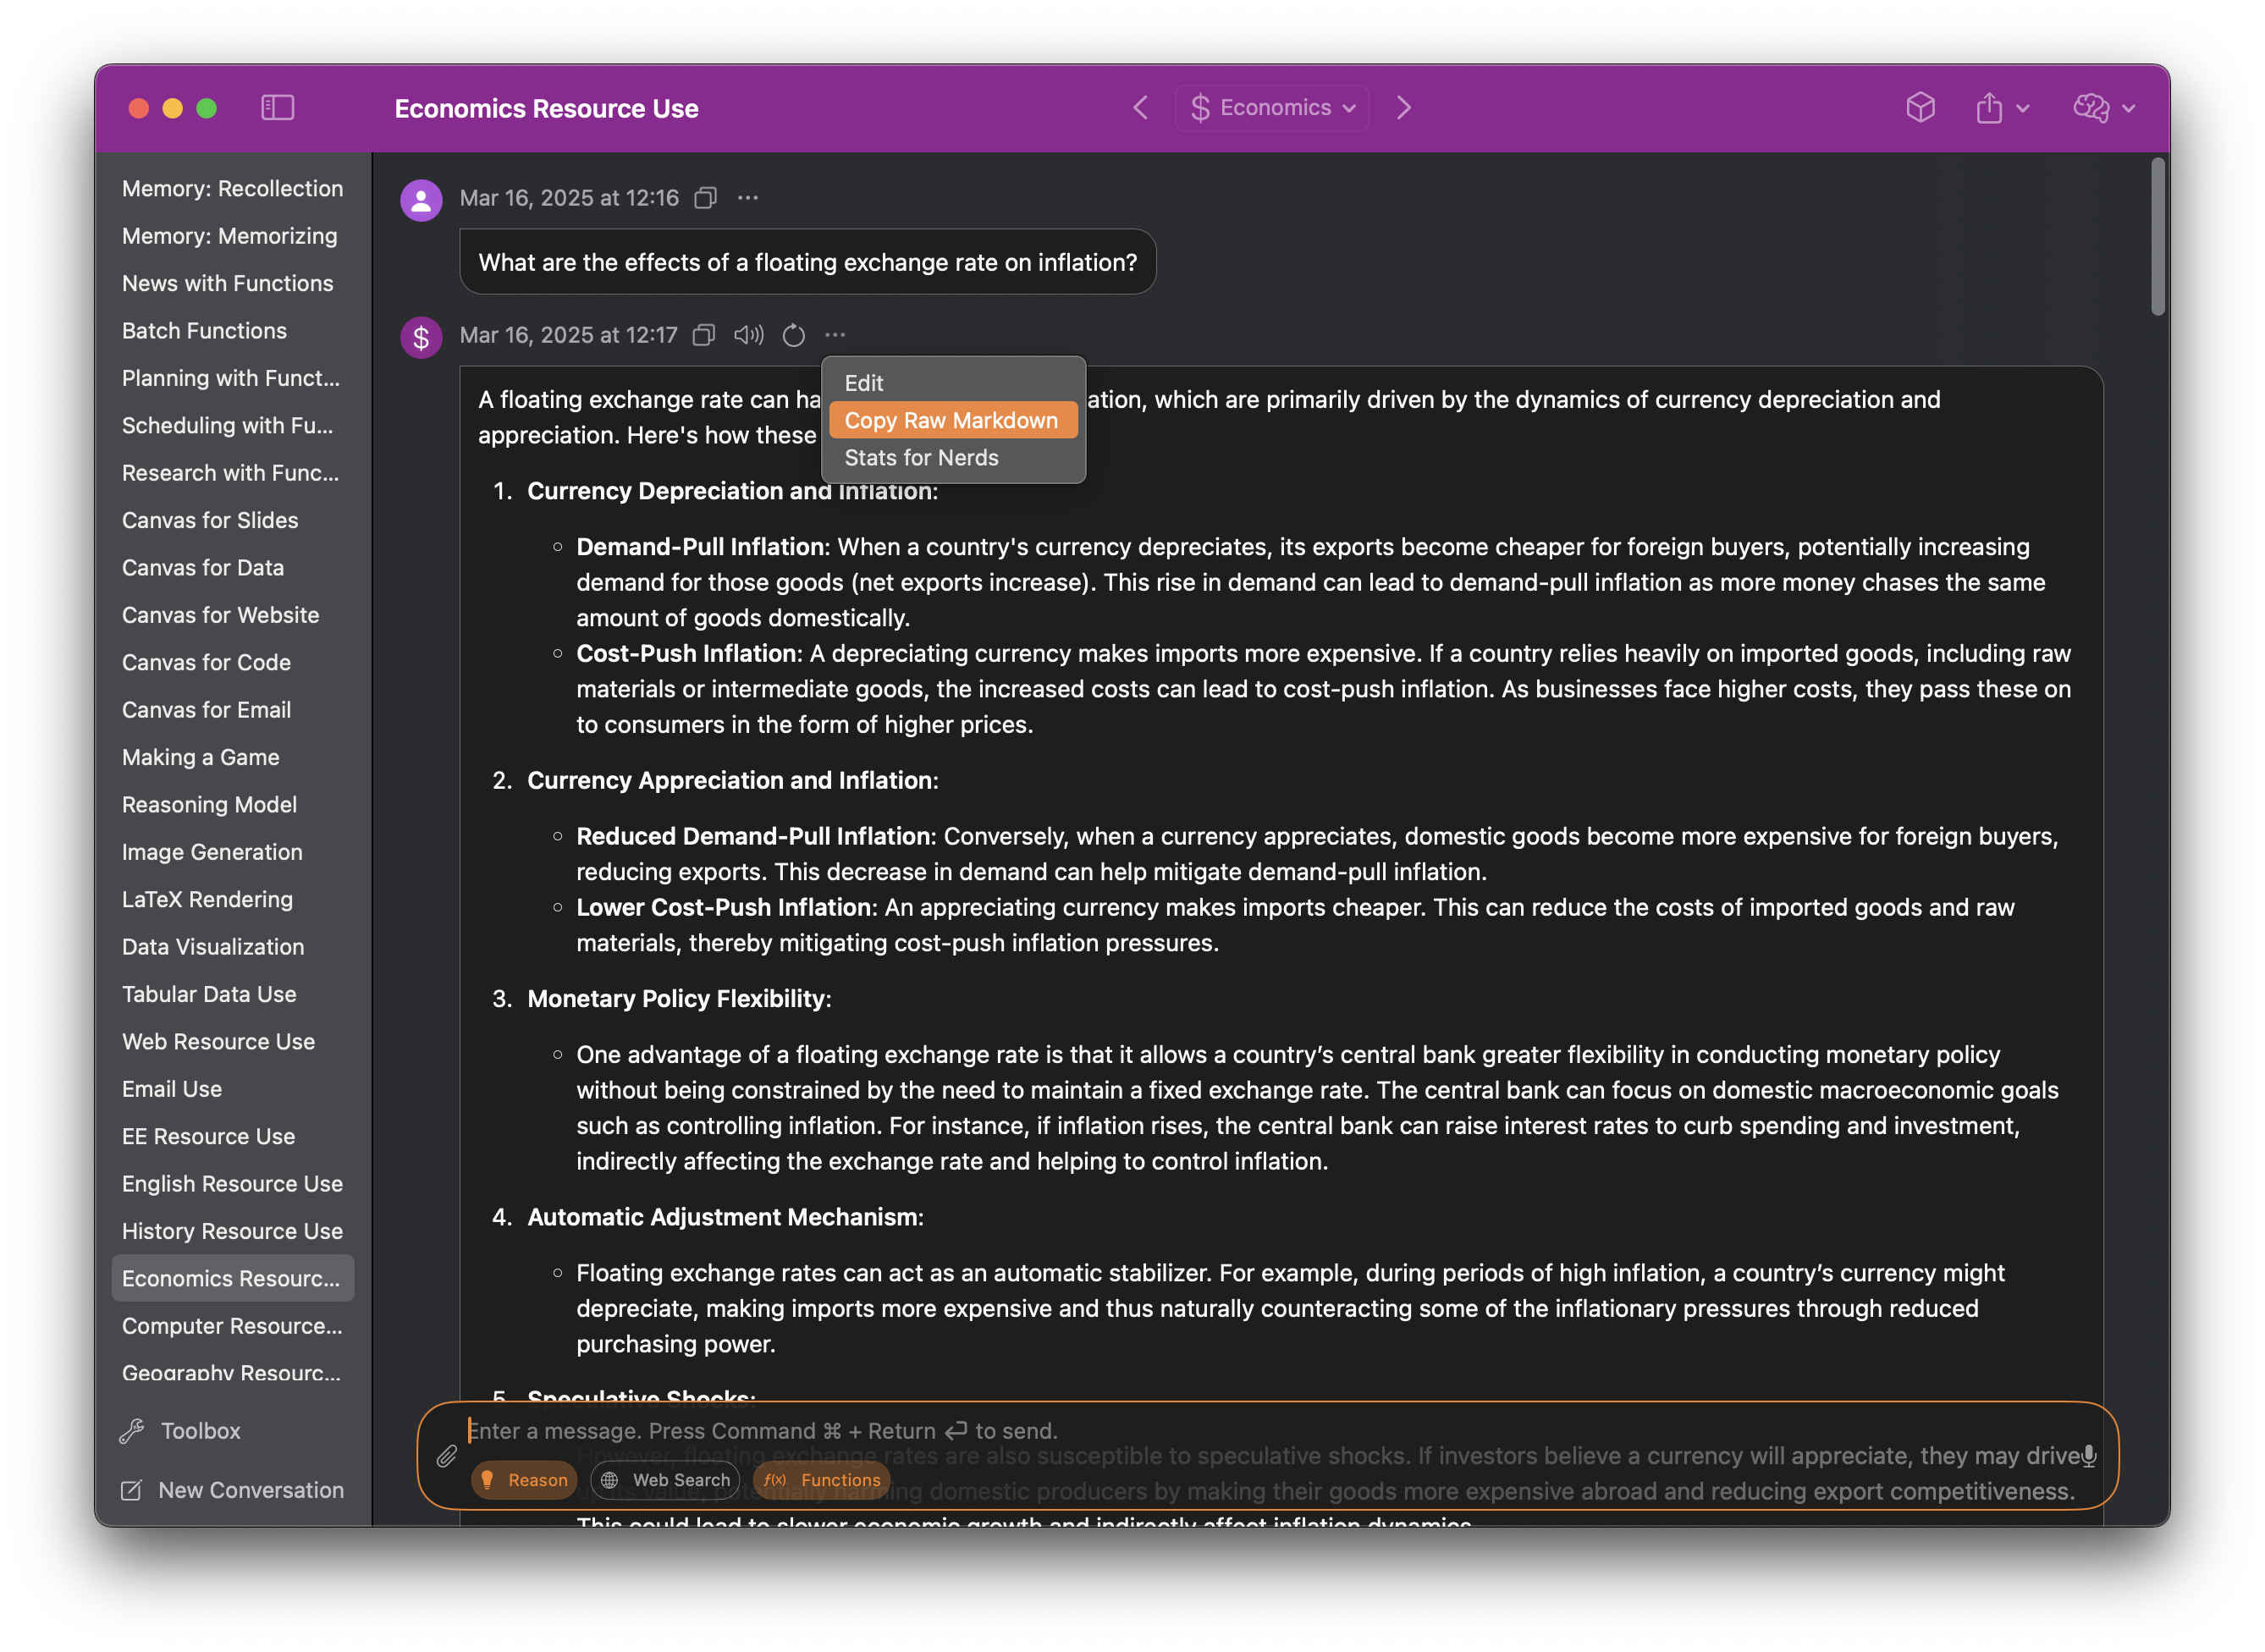 Economics Resource Use
$ Economics
Memory: Recollection
Memory: Memorizing
News with Functions
Batch Functions
Planning with Funct...
Scheduling with Fu...
Research with Func...
Canvas for Slides
Canvas for Data
Canvas for Website
Canvas for Code
Canvas for Email
Making a Game
Reasoning Model
Image Generation
LaTeX Rendering
Data Visualization
Tabular Data Use
Web Resource Use
Email Use
EE Resource Use
English Resource Use
History Resource Use
Economics Resourc...
Computer Resource...
Geography Resourc...
Toolbox
New Conversation
Mar 16, 2025 at 12:16
What are the effects of a floating exchange rate on inflation?
$ Mar 16, 2025 at 12:17
Edit
Copy Raw Markdown
Stats for Nerds
A floating exchange rate can ha ation, which are primarily driven by the dynamics of currency depreciation and
appreciation. Here's how these
1. Currency Depreciation and Inflation:
Demand-Pull Inflation: When a country's currency depreciates, its exports become cheaper for foreign buyers, potentially increasing
demand for those goods (net exports increase). This rise in demand can lead to demand-pull inflation as more money chases the same
amount of goods domestically.
Cost-Push Inflation: A depreciating currency makes imports more expensive. If a country relies heavily on imported goods, including raw
materials or intermediate goods, the increased costs can lead to cost-push inflation. As businesses face higher costs, they pass these on
to consumers in the form of higher prices.
2. Currency Appreciation and Inflation:
Reduced Demand-Pull Inflation: Conversely, when a currency appreciates, domestic goods become more expensive for foreign buyers,
reducing exports. This decrease in demand can help mitigate demand-pull inflation.
Lower Cost-Push Inflation: An appreciating currency makes imports cheaper. This can reduce the costs of imported goods and raw
materials, thereby mitigating cost-push inflation pressures.
3. Monetary Policy Flexibility:
One advantage of a floating exchange rate is that it allows a country’s central bank greater flexibility in conducting monetary policy
without being constrained by the need to maintain a fixed exchange rate. The central bank can focus on domestic macroeconomic goals
such as controlling inflation. For instance, if inflation rises, the central bank can raise interest rates to curb spending and investment,
indirectly affecting the exchange rate and helping to control inflation.
4. Automatic Adjustment Mechanism:
Floating exchange rates can act as an automatic stabilizer. For example, during periods of high inflation, a country’s currency might
depreciate, making imports more expensive and thus naturally counteracting some of the inflationary pressures through reduced
purchasing power.
5. Speculative Shocks:
Enter a message. Press Command ⌘ + Return ↩ to send.
However, floating exchange rates are also susceptible to speculative shocks. If investors believe a currency will appreciate, they may drive
Reason
Web Search
f(x) Functions
up its value, potentially harming domestic producers by making their goods more expensive abroad and reducing export competitiveness.
This could lead to slower economic growth and indirectly affect inflation dynamics.